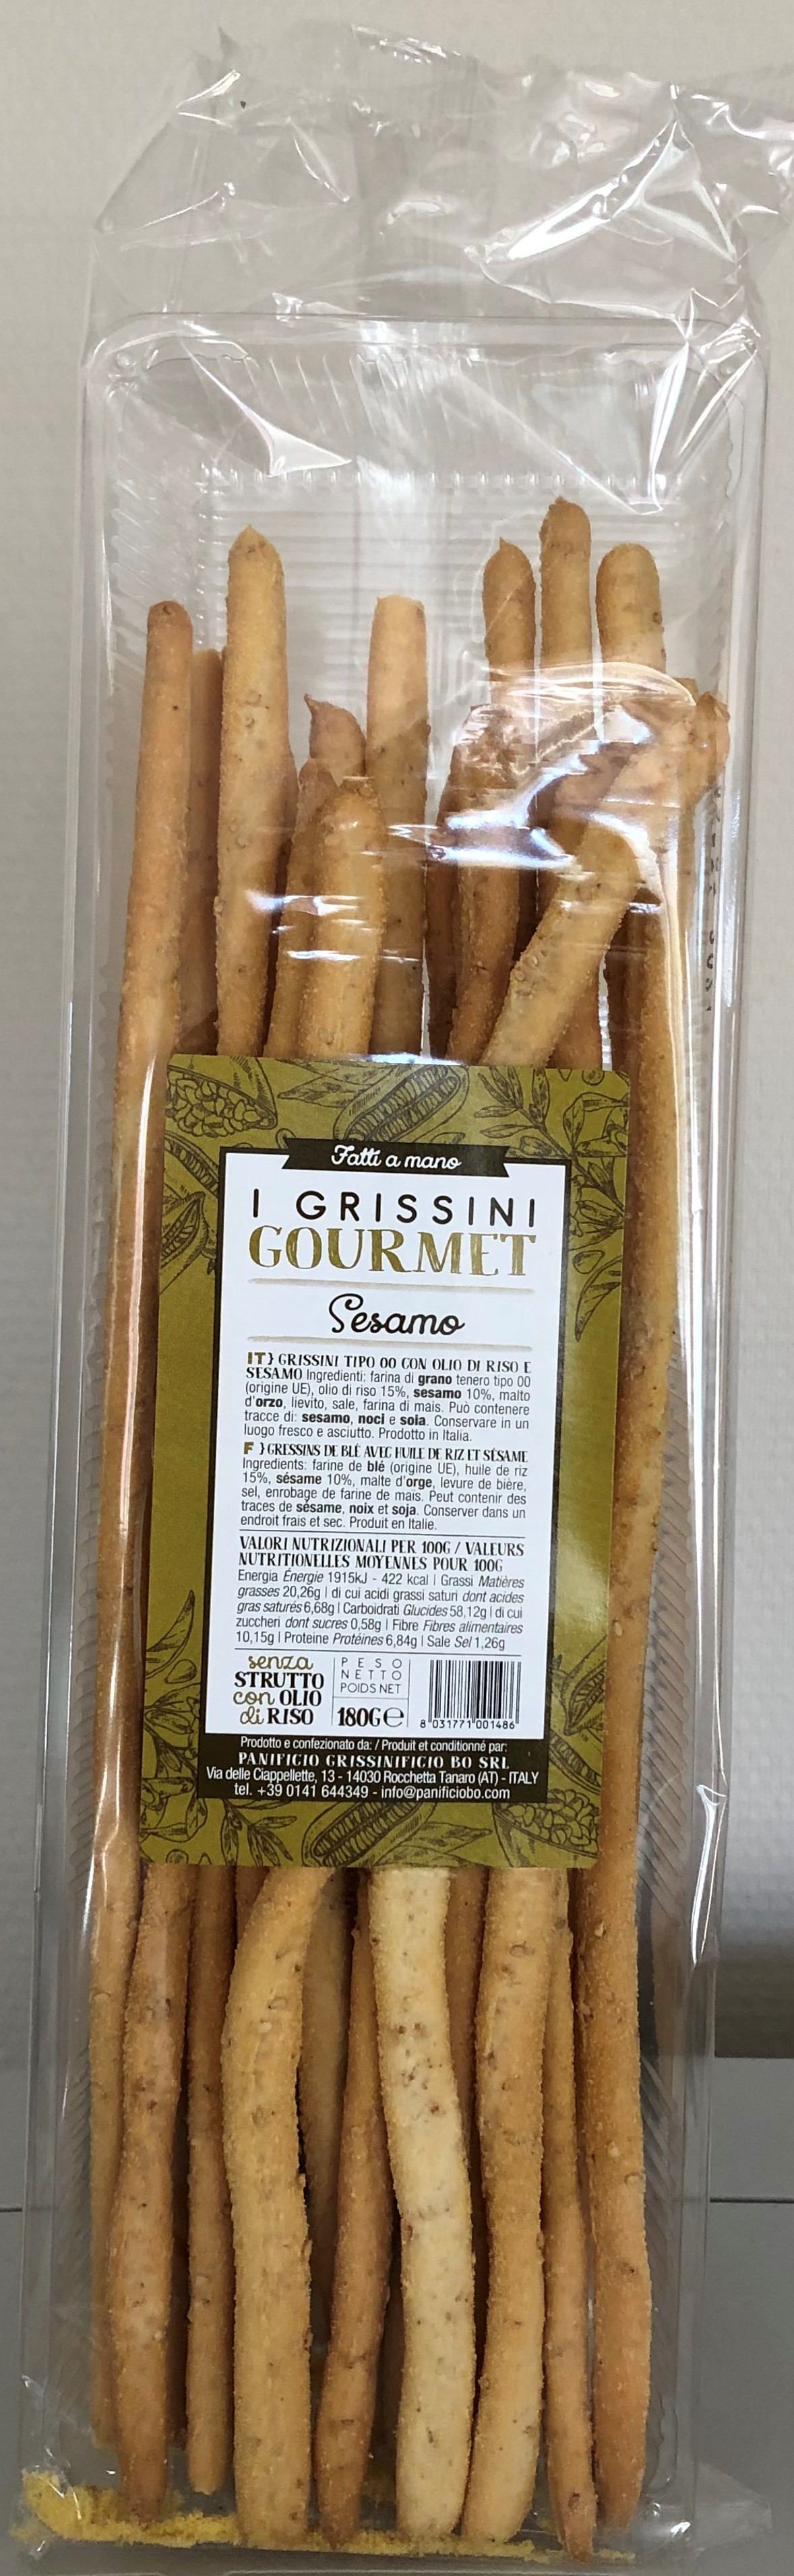 Fatti a mano
I GRISSINI
GOURMET
Sesamo
IT} GRISSINI TIPO 00 CON OLIO DI RISO E
SESAMO Ingredienti: farina di grano tenero tipo 00
(origine UE), olio di riso 15%, sesamo 10%, malto
d'orzo, lievito, sale, farina di mais. Può contenere
tracce di: sesamo, noci e soia. Conservare in un
luogo fresco e asciutto. Prodotto in Italia.
F } GRESSINS DE BLÉ AVEC HUILE DE RIZ ET SÉSAME
Ingredients: farine de blé (origine UE), huile de riz
15%, sésame 10%, malte d'orge, levure de bière,
sel, enrobage de farine de mais. Peut contenir des
traces de sésame, noix et soja. Conserver dans un
endroit frais et sec. Produit en Italie.
VALORI NUTRIZIONALI PER 100G / VALEURS
NUTRITIONELLES MOYENNES POUR 100G
Energia Énergie 1915kJ - 422 kcal | Grassi Matières
grasses 20,26g | di cui acidi grassi saturi dont acides
gras saturés 6,68g | Carboidrati Glucides 58,12g | di cui
zuccheri dont sucres 0,58g | Fibre Fibres alimentaires
10,15g | Proteine Protéines 6,84g | Sale Sel 1,26g
senza
STRUTTO
con OLIO
di RISO
PESO
NETTO
POIDS NET
180G e
8 031771 001486
Prodotto e confezionato da: / Produit et conditionné par:
PANIFICIO GRISSINIFICIO BO SRL
Via delle Ciappellette, 13 - 14030 Rocchetta Tanaro (AT) - ITALY
tel. +39 0141 644349 - info@panificiobo.com